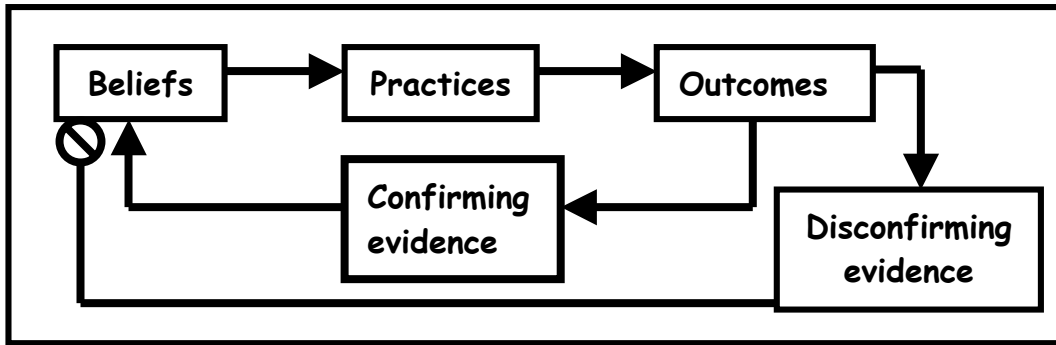 Beliefs
Practices
Outcomes
Confirming
evidence
Disconfirming
evidence